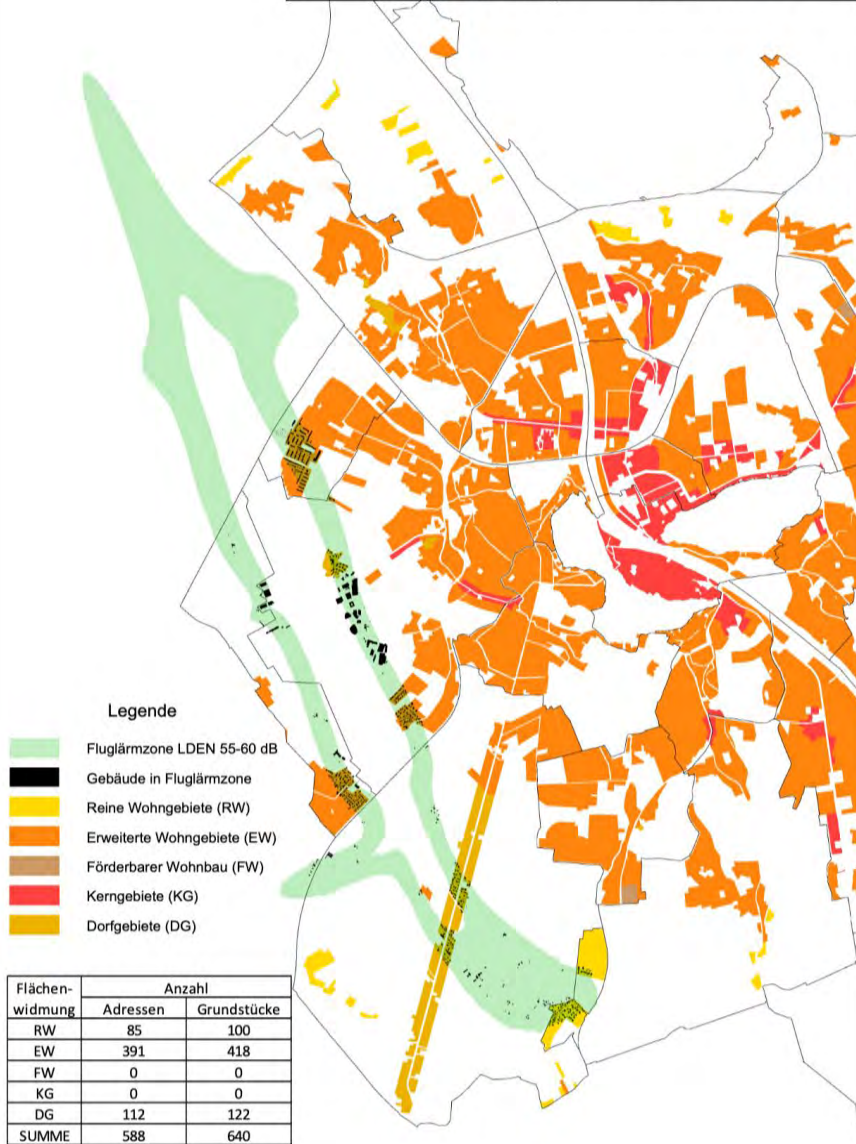 Legende
Fluglärmzone LDEN 55-60 dB
Gebäude in Fluglärmzone
Reine Wohngebiete (RW)
Erweiterte Wohngebiete (EW)
Förderbarer Wohnbau (FW)
Kerngebiete (KG)
Dorfgebiete (DG)
Flächen- Anzahl
widmung Adressen Grundstücke
RW 85 100
EW 391 418
FW 0 0
KG 0 0
DG 112 122
SUMME 588 640